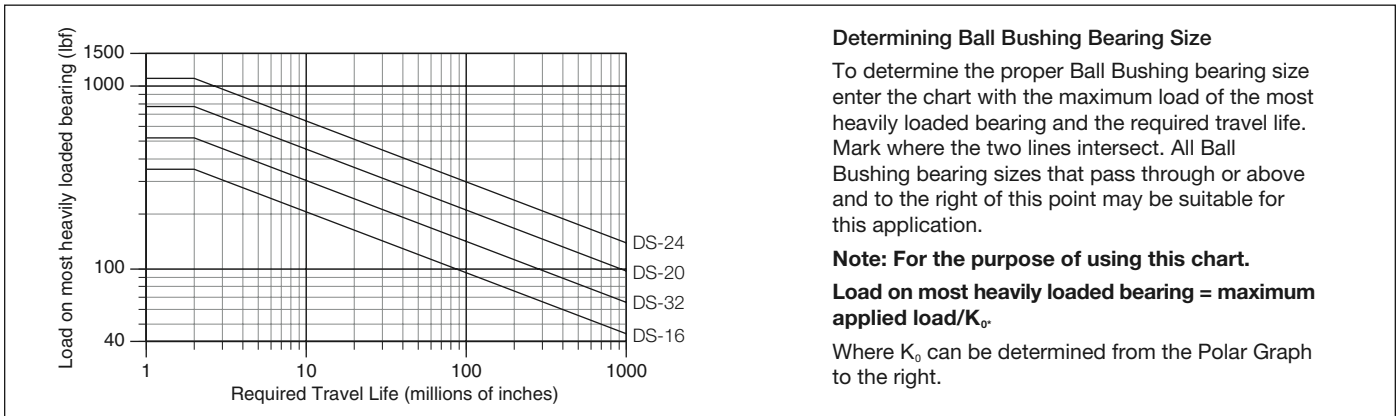 Load on most heavily loaded bearing (lbf)
1500
1000
100
40
1
10
100
1000
Required Travel Life (millions of inches)
DS-24
DS-20
DS-32
DS-16
Determining Ball Bushing Bearing Size
To determine the proper Ball Bushing bearing size
enter the chart with the maximum load of the most
heavily loaded bearing and the required travel life.
Mark where the two lines intersect. All Ball
Bushing bearing sizes that pass through or above
and to the right of this point may be suitable for
this application.
Note: For the purpose of using this chart.
Load on most heavily loaded bearing = maximum
applied load/K₀.
Where K₀ can be determined from the Polar Graph
to the right.